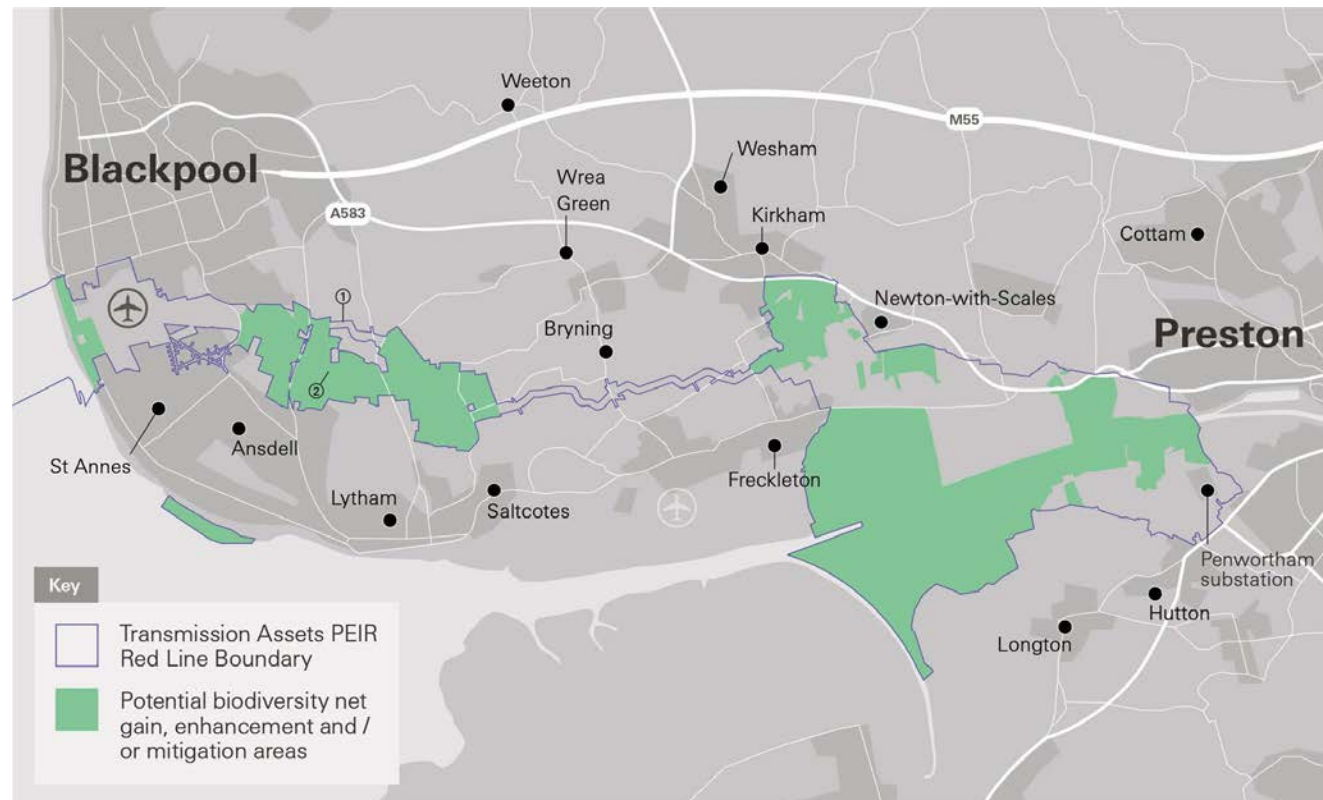 Weeton
M55
Blackpool
Wesham
Wrea
Green
A583
Kirkham
Cottam
Newton-with-Scales
①
Bryning
Preston
②
St Annes
Ansdell
Freckleton
Lytham
Saltcotes
Penwortham
substation
Hutton
Longton
Key
Transmission Assets PEIR
Red Line Boundary
Potential biodiversity net
gain, enhancement and /
or mitigation areas